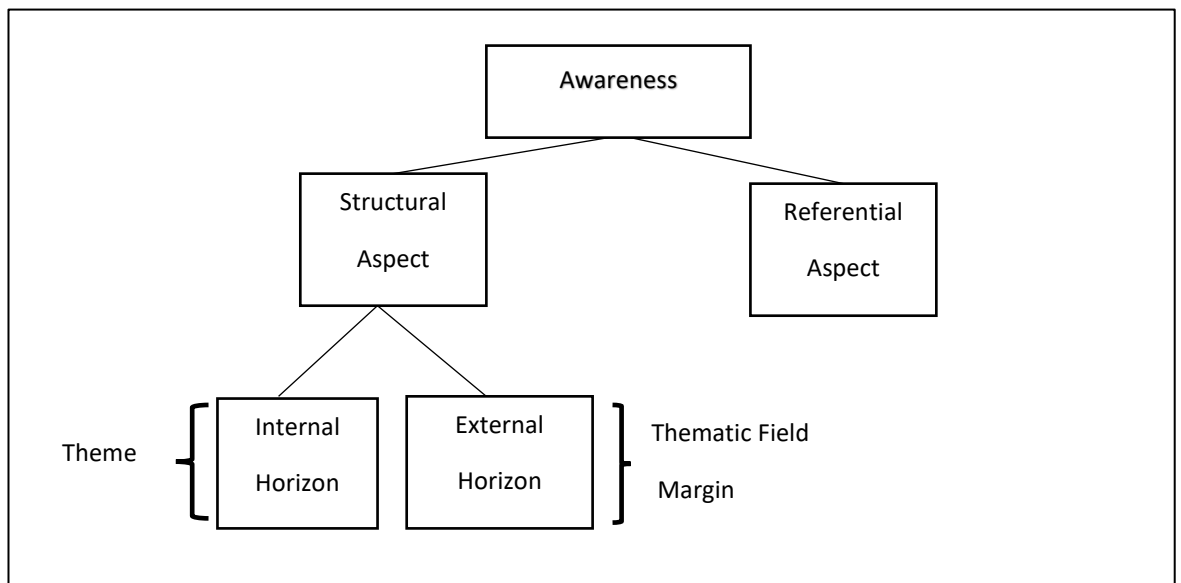 Awareness
Structural
Aspect
Referential
Aspect
Theme
Internal
Horizon
External
Horizon
Thematic Field
Margin